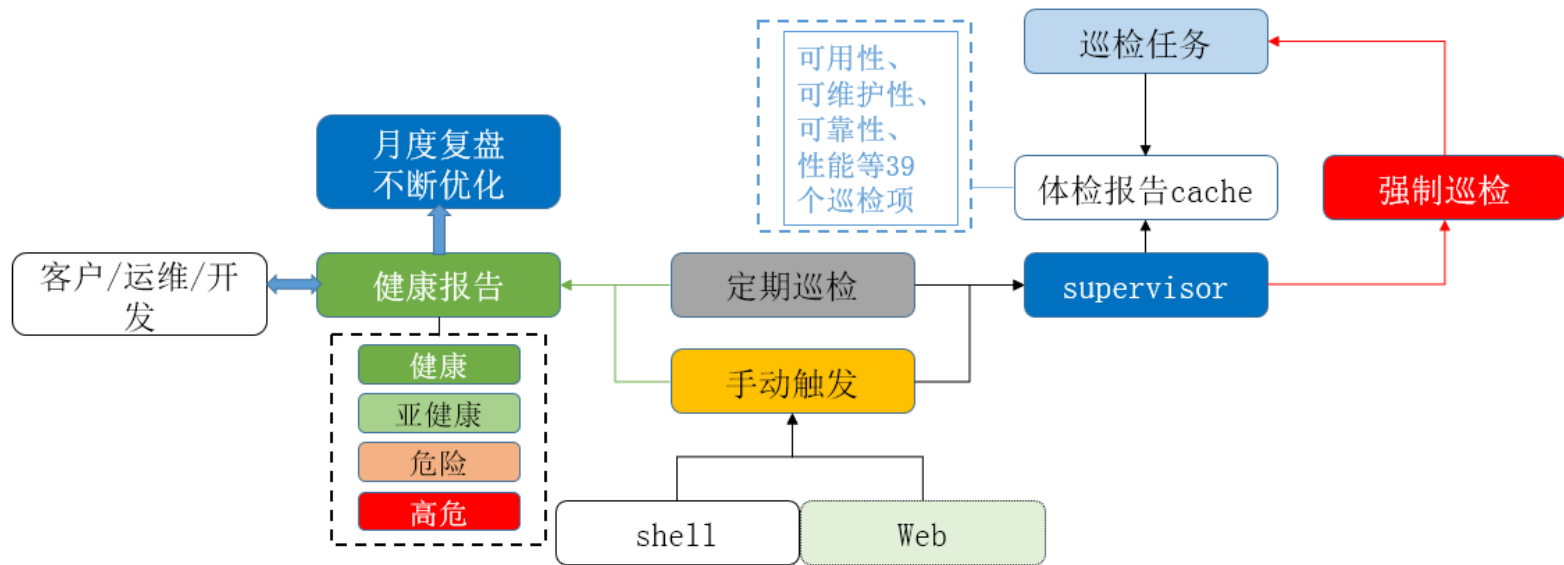 可用性、
可维护性、
可靠性、
性能等39
个巡检项
巡检任务
月度复盘
不断优化
体检报告cache
强制巡检
客户/运维/开
发
健康报告
定期巡检
supervisor
健康
亚健康
危险
高危
手动触发
shell
Web